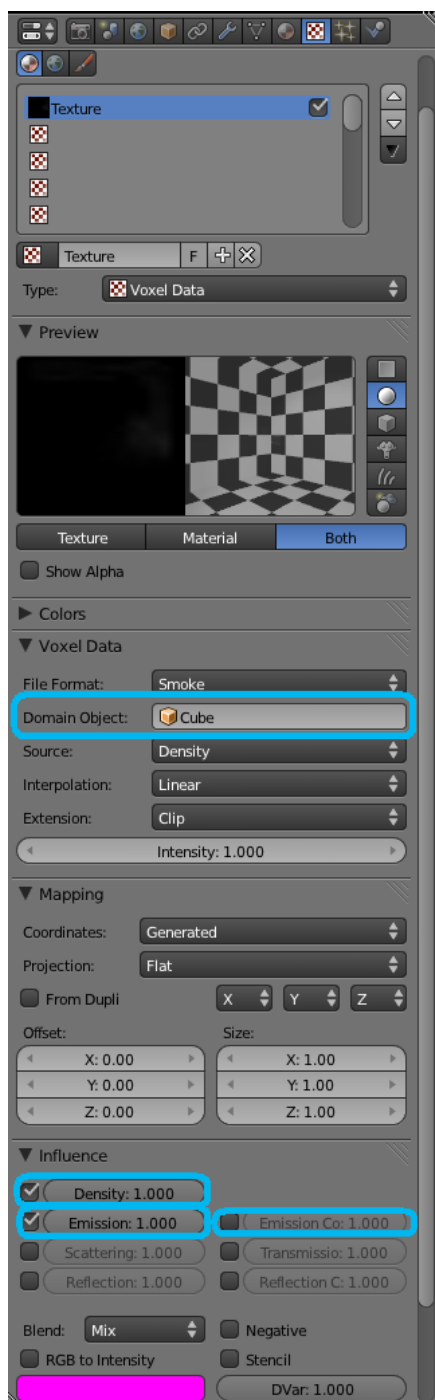 Texture
Texture F
Type: Voxel Data
Preview
Texture Material Both
Show Alpha
Colors
Voxel Data
File Format: Smoke
Domain Object: Cube
Source: Density
Interpolation: Linear
Extension: Clip
Intensity: 1.000
Mapping
Coordinates: Generated
Projection: Flat
From Dupli X Y Z
Offset: Size:
X: 0.00 X: 1.00
Y: 0.00 Y: 1.00
Z: 0.00 Z: 1.00
Influence
Density: 1.000
Emission: 1.000 Emission Co: 1.000
Scattering: 1.000 Transmissio: 1.000
Reflection: 1.000 Reflection C: 1.000
Blend: Mix Negative
RGB to Intensity Stencil
DVar: 1.000